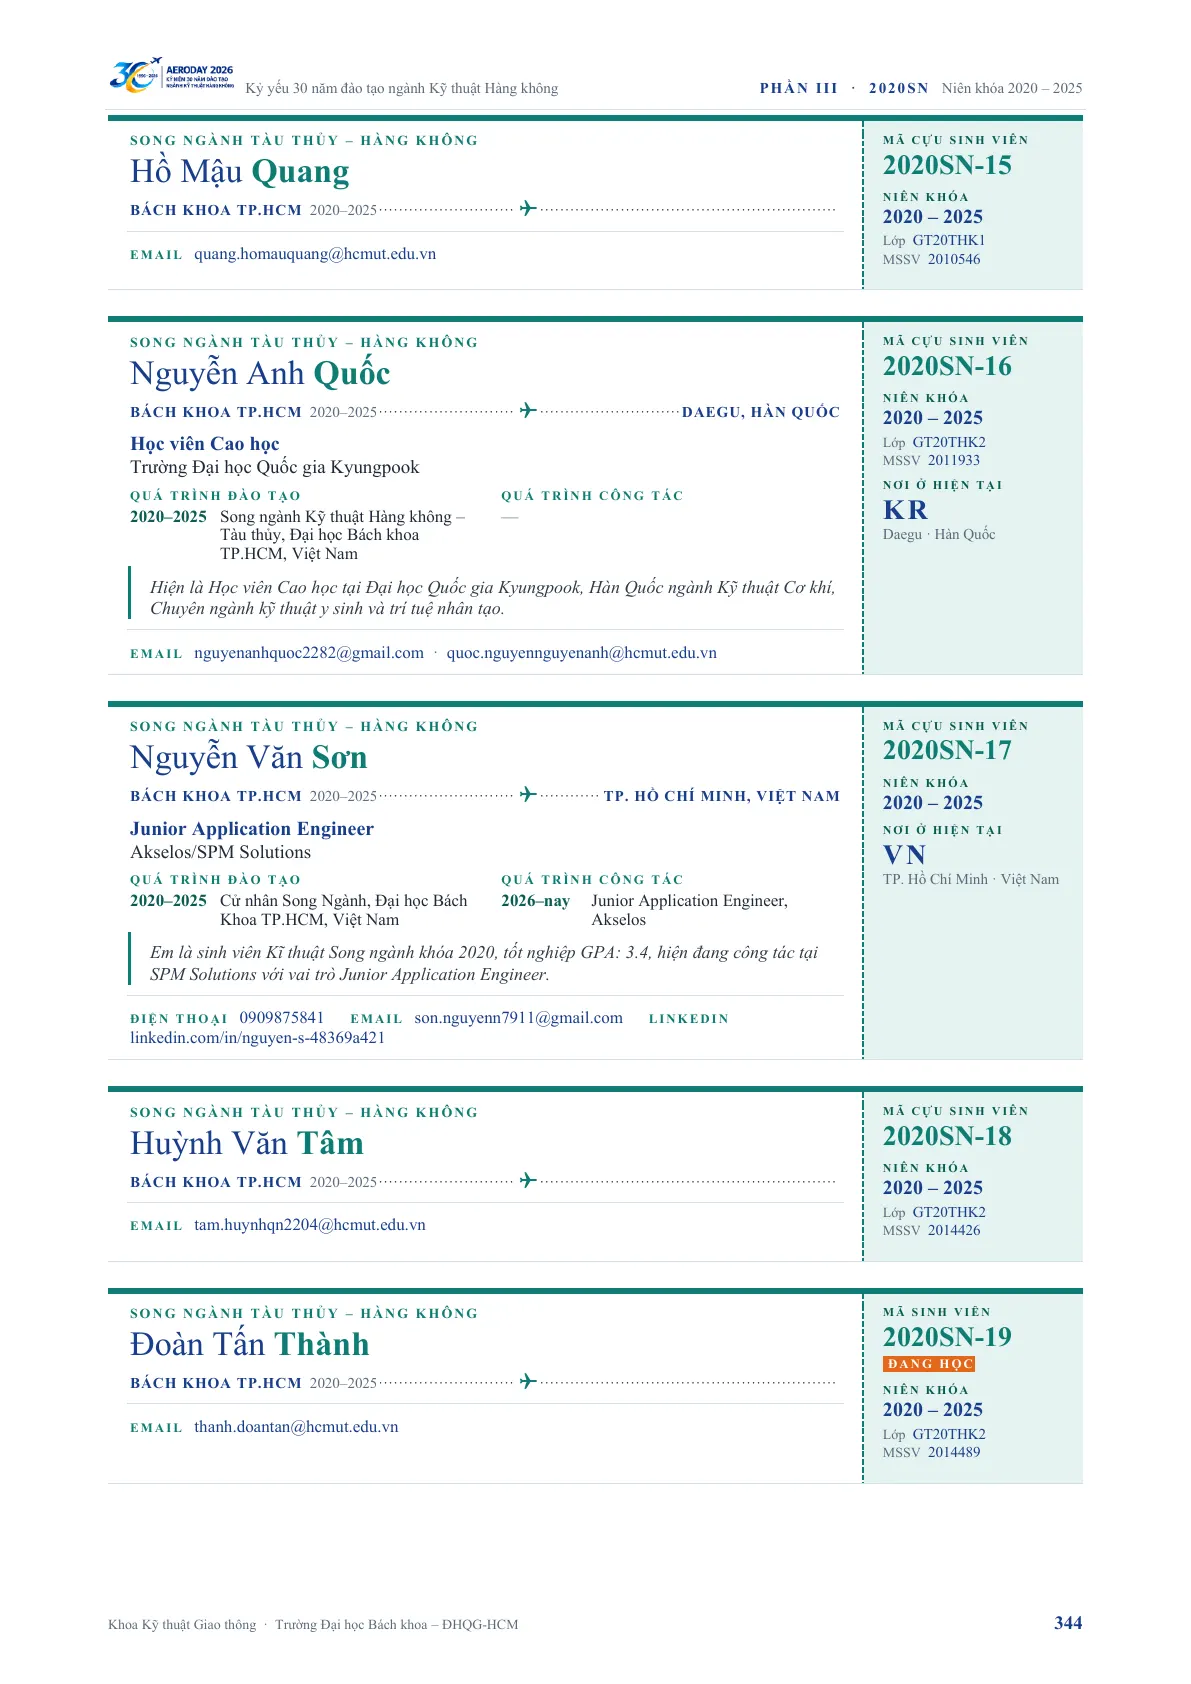 30
1996 - 2026
AERODAY 2026
KỶ NIỆM 30 NĂM ĐÀO TẠO
NGÀNH KỸ THUẬT HÀNG KHÔNG
Kỷ yếu 30 năm đào tạo ngành Kỹ thuật Hàng không
PHẦN III · 2020SN Niên khóa 2020 – 2025
SONG NGÀNH TÀU THỦY – HÀNG KHÔNG
Hồ Mậu Quang
BÁCH KHOA TP.HCM 2020–2025
EMAIL quang.homauquang@hcmut.edu.vn
MÃ CỰU SINH VIÊN
2020SN-15
NIÊN KHÓA
2020 – 2025
Lớp GT20THK1
MSSV 2010546
SONG NGÀNH TÀU THỦY – HÀNG KHÔNG
Nguyễn Anh Quốc
BÁCH KHOA TP.HCM 2020–2025 DAEGU, HÀN QUỐC
Học viên Cao học
Trường Đại học Quốc gia Kyungpook
QUÁ TRÌNH ĐÀO TẠO
2020–2025 Song ngành Kỹ thuật Hàng không –
Tàu thủy, Đại học Bách khoa
TP.HCM, Việt Nam
QUÁ TRÌNH CÔNG TÁC
—
Hiện là Học viên Cao học tại Đại học Quốc gia Kyungpook, Hàn Quốc ngành Kỹ thuật Cơ khí,
Chuyên ngành kỹ thuật y sinh và trí tuệ nhân tạo.
EMAIL nguyenanhquoc2282@gmail.com · quoc.nguyennguyenanh@hcmut.edu.vn
MÃ CỰU SINH VIÊN
2020SN-16
NIÊN KHÓA
2020 – 2025
Lớp GT20THK2
MSSV 2011933
NƠI Ở HIỆN TẠI
KR
Daegu · Hàn Quốc
SONG NGÀNH TÀU THỦY – HÀNG KHÔNG
Nguyễn Văn Sơn
BÁCH KHOA TP.HCM 2020–2025 TP. HỒ CHÍ MINH, VIỆT NAM
Junior Application Engineer
Akselos/SPM Solutions
QUÁ TRÌNH ĐÀO TẠO
2020–2025 Cử nhân Song Ngành, Đại học Bách
Khoa TP.HCM, Việt Nam
QUÁ TRÌNH CÔNG TÁC
2026–nay Junior Application Engineer,
Akselos
Em là sinh viên Kĩ thuật Song ngành khóa 2020, tốt nghiệp GPA: 3.4, hiện đang công tác tại
SPM Solutions với vai trò Junior Application Engineer.
ĐIỆN THOẠI 0909875841 EMAIL son.nguyenn7911@gmail.com LINKEDIN
linkedin.com/in/nguyen-s-48369a421
MÃ CỰU SINH VIÊN
2020SN-17
NIÊN KHÓA
2020 – 2025
NƠI Ở HIỆN TẠI
VN
TP. Hồ Chí Minh · Việt Nam
SONG NGÀNH TÀU THỦY – HÀNG KHÔNG
Huỳnh Văn Tâm
BÁCH KHOA TP.HCM 2020–2025
EMAIL tam.huynhqn2204@hcmut.edu.vn
MÃ CỰU SINH VIÊN
2020SN-18
NIÊN KHÓA
2020 – 2025
Lớp GT20THK2
MSSV 2014426
SONG NGÀNH TÀU THỦY – HÀNG KHÔNG
Đoàn Tấn Thành
BÁCH KHOA TP.HCM 2020–2025
EMAIL thanh.doantan@hcmut.edu.vn
MÃ SINH VIÊN
2020SN-19
ĐANG HỌC
NIÊN KHÓA
2020 – 2025
Lớp GT20THK2
MSSV 2014489
Khoa Kỹ thuật Giao thông · Trường Đại học Bách khoa – ĐHQG-HCM
344